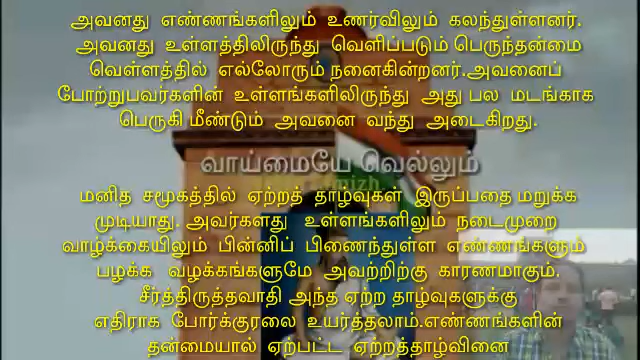 அவனது எண்ணங்களிலும் உணர்விலும் கலந்துள்ளனர்.
அவனது உள்ளத்திலிருந்து வெளிப்படும் பெருந்தன்மை
வெள்ளத்தில் எல்லோரும் நனைகின்றனர்.அவனைப்
போற்றுபவர்களின் உள்ளங்களிலிருந்து அது பல மடங்காக
பெருகி மீண்டும் அவனை வந்து அடைகிறது.
வாய்மையே வெல்லும்
மனித சமூகத்தில் ஏற்றத் தாழ்வுகள் இருப்பதை மறுக்க
முடியாது. அவர்களது உள்ளங்களிலும் நடைமுறை
வாழ்க்கையிலும் பின்னிப் பிணைந்துள்ள எண்ணங்களும்
பழக்க வழக்கங்களுமே அவற்றிற்கு காரணமாகும்.
சீர்த்திருத்தவாதி அந்த ஏற்ற தாழ்வுகளுக்கு
எதிராக போர்க்குரலை உயர்த்தலாம்.எண்ணங்களின்
தன்மையால் ஏற்பட்ட ஏற்றத்தாழ்வினை